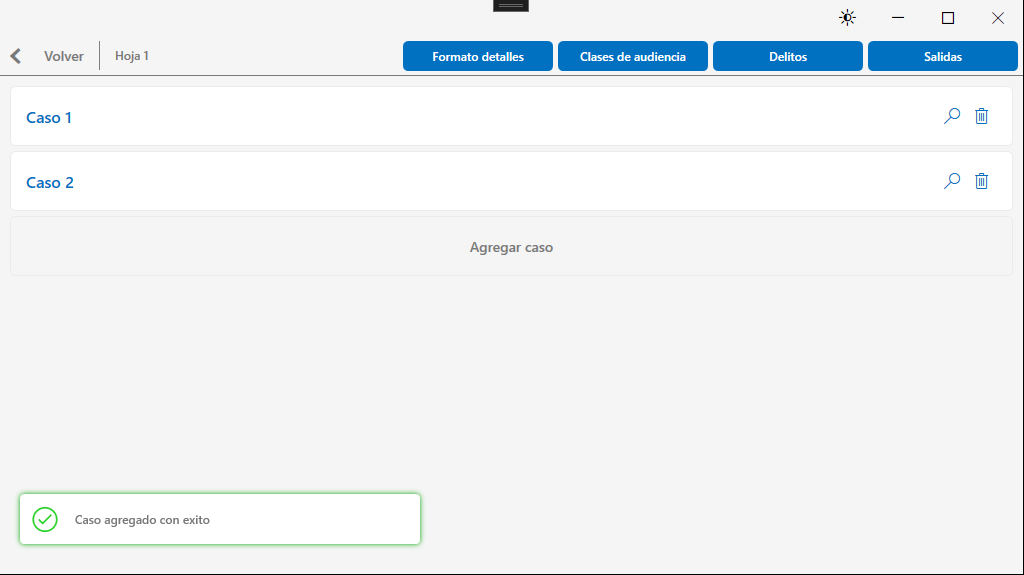 Volver
Hoja 1
Formato detalles
Clases de audiencia
Delitos
Salidas
Caso 1
Caso 2
Agregar caso
Caso agregado con exito